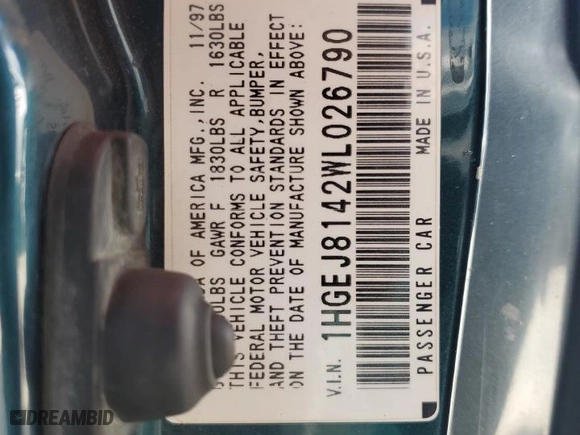 OF AMERICA MFG.,INC. 11/97
LBS GAWR F 1830LBS R 1630LBS
THIS VEHICLE CONFORMS TO ALL APPLICABLE
FEDERAL MOTOR VEHICLE SAFETY,BUMPER,
AND THEFT PREVENTION STANDARDS IN EFFECT
ON THE DATE OF MANUFACTURE SHOWN ABOVE:
V.I.N. 1HGEJ8142WL026790
PASSENGER CAR MADE IN U.S.A.
DREAMBID